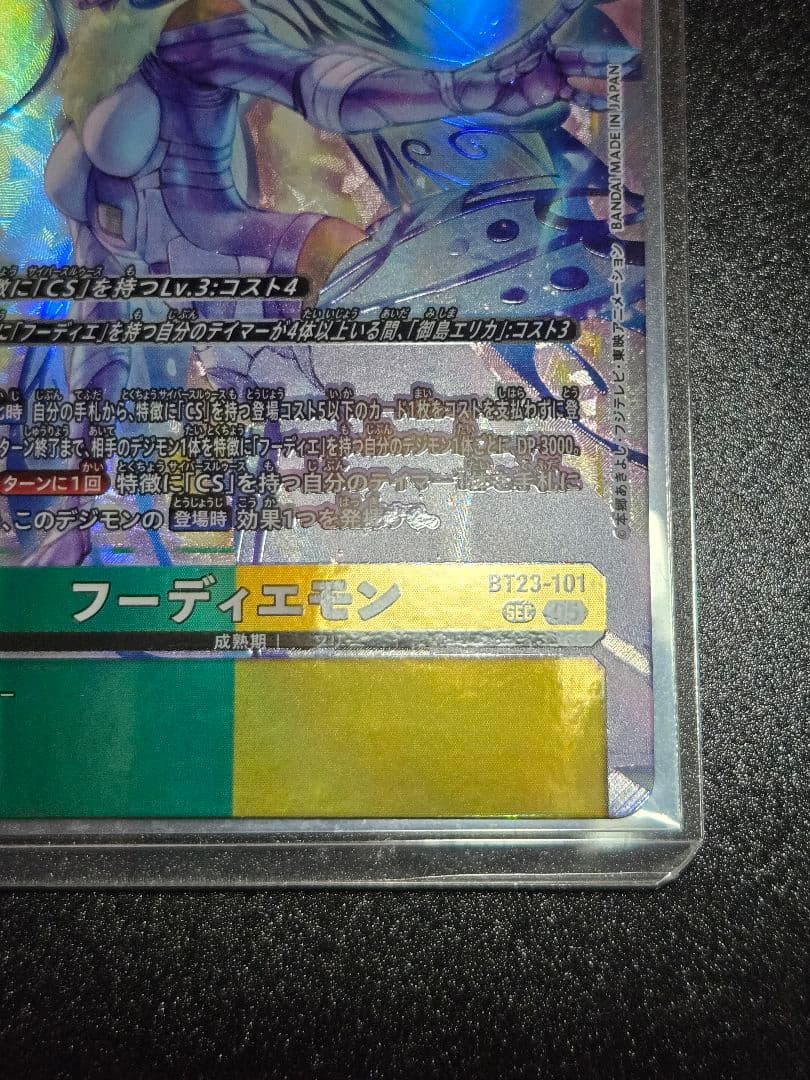 徴に「CS」を持つLv.3:コスト4
に「フーディエ」を持つ自分のテイマーが4体以上いる間、「御島エリカ」:コスト3
時 自分の手札から、特徴に「CS」を持つ登場コスト5以下のカード1枚をコストを支払わずに登
ターン終了まで、相手のデジモン1体を特徴に「フーディエ」を持つ自分のデジモン1体ごとに、DP-3000。
ターンに1回 特徴に「CS」を持つ自分のテイマー1
手札に
、このデジモンの 登場時 効果1つを発揮
フーディエモン
BT23-101
SEC 05
成熟期
©本郷あきよし・フジテレビ・東映アニメーション BANDAI MADE IN JAPAN